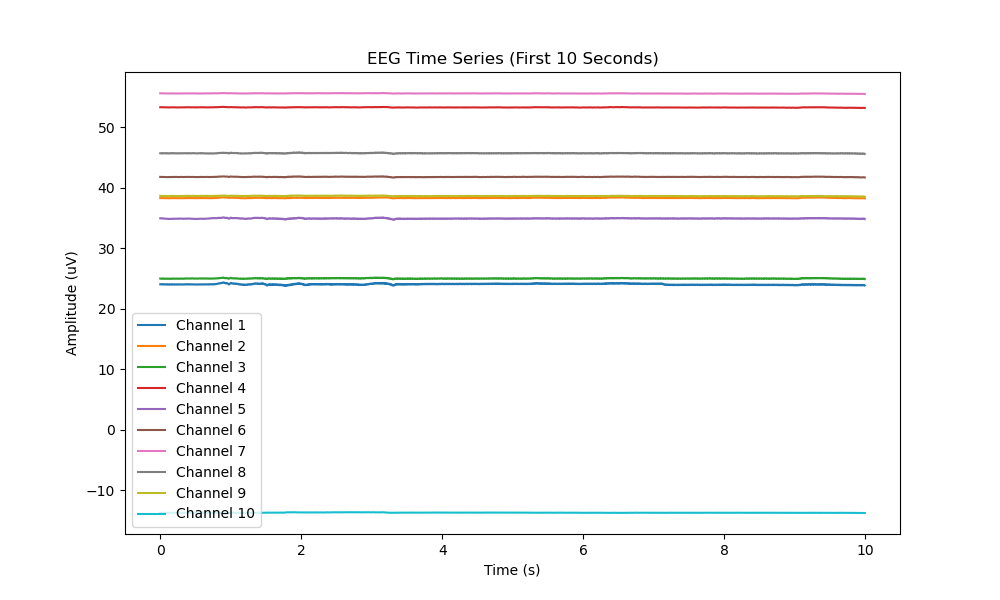 EEG Time Series (First 10 Seconds)
Amplitude (uV)
50
40
30
20
10
0
−10
Channel 1
Channel 2
Channel 3
Channel 4
Channel 5
Channel 6
Channel 7
Channel 8
Channel 9
Channel 10
0 2 4 6 8 10
Time (s)